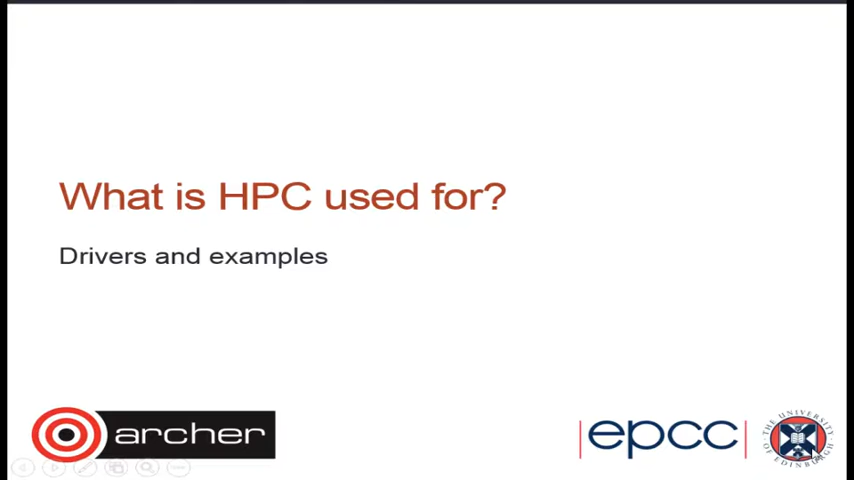 What is HPC used for?
Drivers and examples
archer
epcc
THE UNIVERSITY
OF EDINBURGH